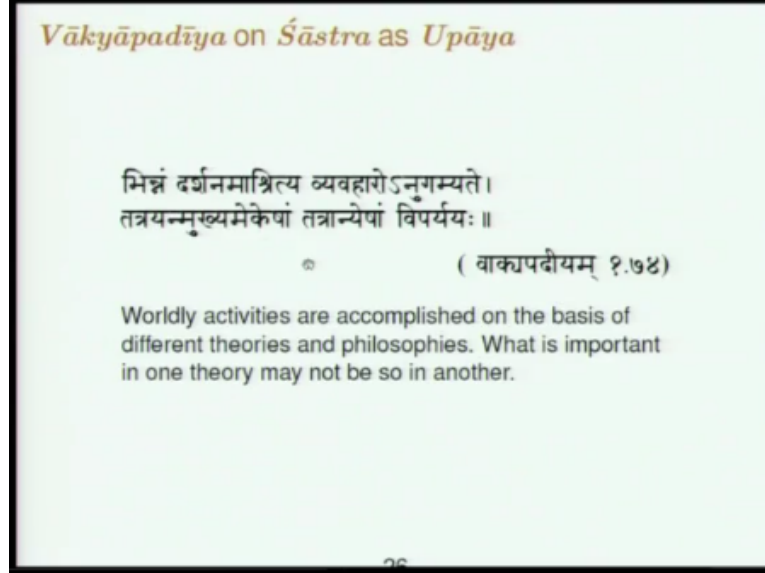 Vākyāpadīya on Śāstra as Upāya
भिन्नं दर्शनमाश्रित्य व्यवहारोऽनुगम्यते।
तत्रयन्मुख्यमेकेषां तत्रान्येषां विपर्ययः॥
( वाक्यपदीयम् १.७४)
Worldly activities are accomplished on the basis of
different theories and philosophies. What is important
in one theory may not be so in another.